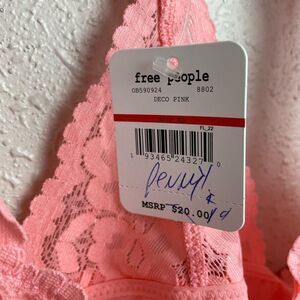 free people
OB590924 8802
DECO PINK
FL_22
1 93465 24327 0
MSRP $20.00